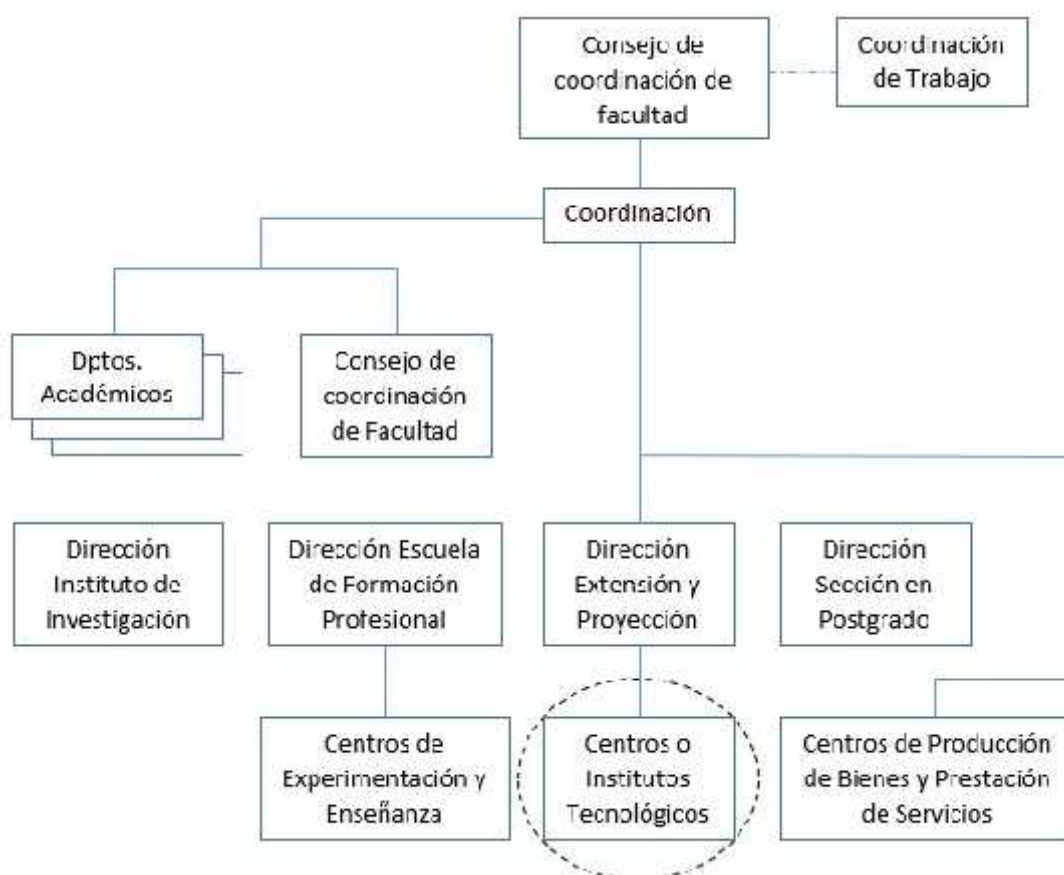 Consejo de
coordinación de
facultad
Coordinación
de Trabajo
Coordinación
Dptos.
Académicos
Consejo de
coordinación
de Facultad
Dirección
Instituto de
Investigación
Dirección Escuela
de Formación
Profesional
Dirección
Extensión y
Proyección
Dirección
Sección en
Postgrado
Centros de
Experimentación y
Enseñanza
Centros o
Institutos
Tecnológicos
Centros de Producción
de Bienes y Prestación
de Servicios